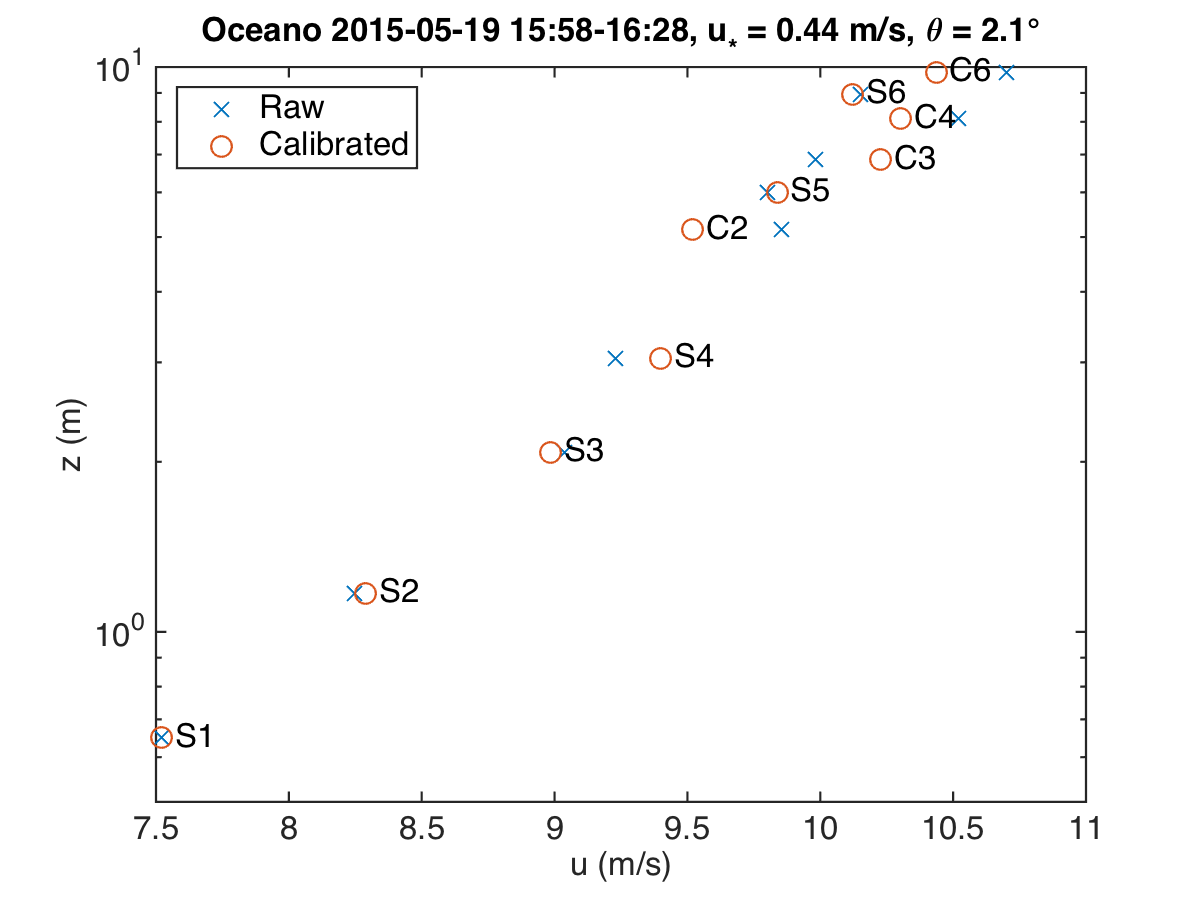 Oceano 2015-05-19 15:58-16:28, u* = 0.44 m/s, θ = 2.1°
10¹
Raw
Calibrated
C6
S6
C4
C3
S5
C2
S4
z (m)
S3
S2
10⁰
S1
7.5 8 8.5 9 9.5 10 10.5 11
u (m/s)